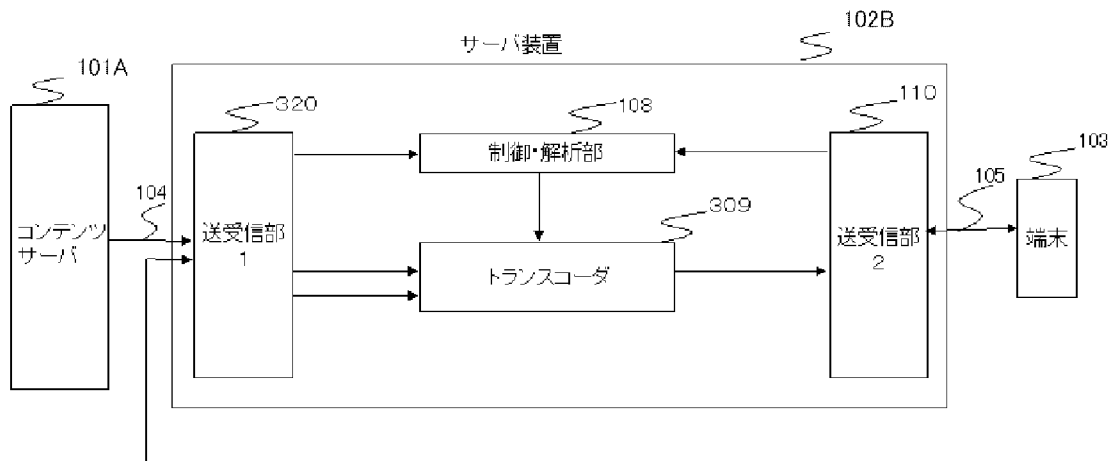 102B
サーバ装置
101A
320
108
110
103
制御・解析部
104
105
309
コンテンツ
サーバ
送受信部
1
トランスコーダ
送受信部
2
端末